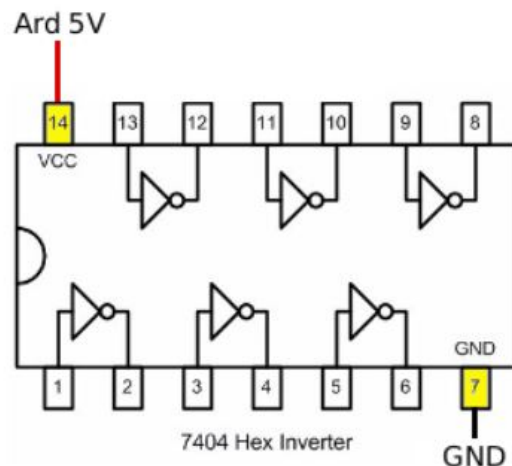 Ard 5V
14 13 12 11 10 9 8
VCC
GND
1 2 3 4 5 6 7
7404 Hex Inverter
GND